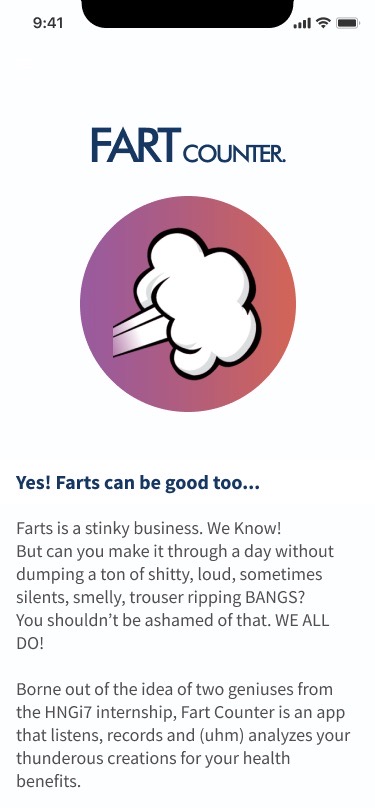 9:41
FART COUNTER.
Yes! Farts can be good too...
Farts is a stinky business. We Know!
But can you make it through a day without
dumping a ton of shitty, loud, sometimes
silents, smelly, trouser ripping BANGS?
You shouldn't be ashamed of that. WE ALL
DO!
Borne out of the idea of two geniuses from
the HNGi7 internship, Fart Counter is an app
that listens, records and (uhm) analyzes your
thunderous creations for your health
benefits.